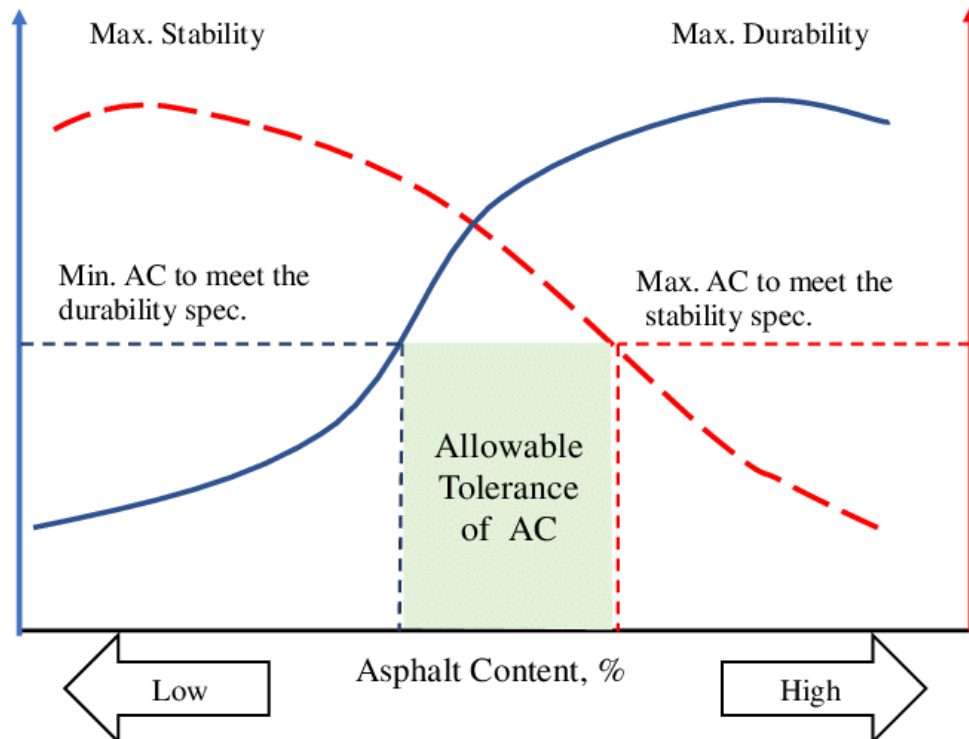 Max. Stability
Max. Durability
Min. AC to meet the
durability spec.
Max. AC to meet the
stability spec.
Allowable
Tolerance
of AC
Asphalt Content, %
Low
High